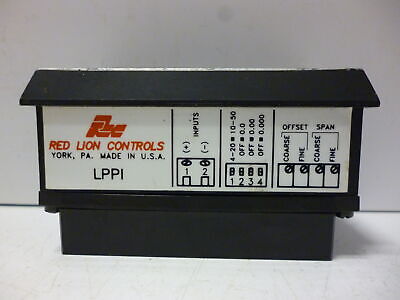 RLC
RED LION CONTROLS
YORK, PA. MADE IN U.S.A.
LPPI
INPUTS
(+) (-)
1 2
4-20 ■ 10-50
OFF ■ 0.0
OFF ■ 0.00
OFF ■ 0.000
1 2 3 4
OFFSET SPAN
COARSE
FINE
COARSE
FINE